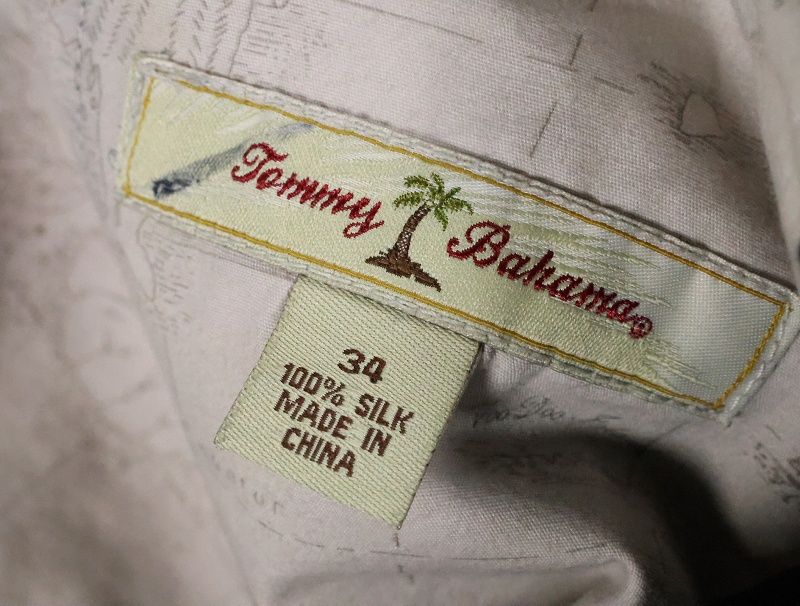 Tommy Bahama®
34
100% SILK
MADE IN
CHINA